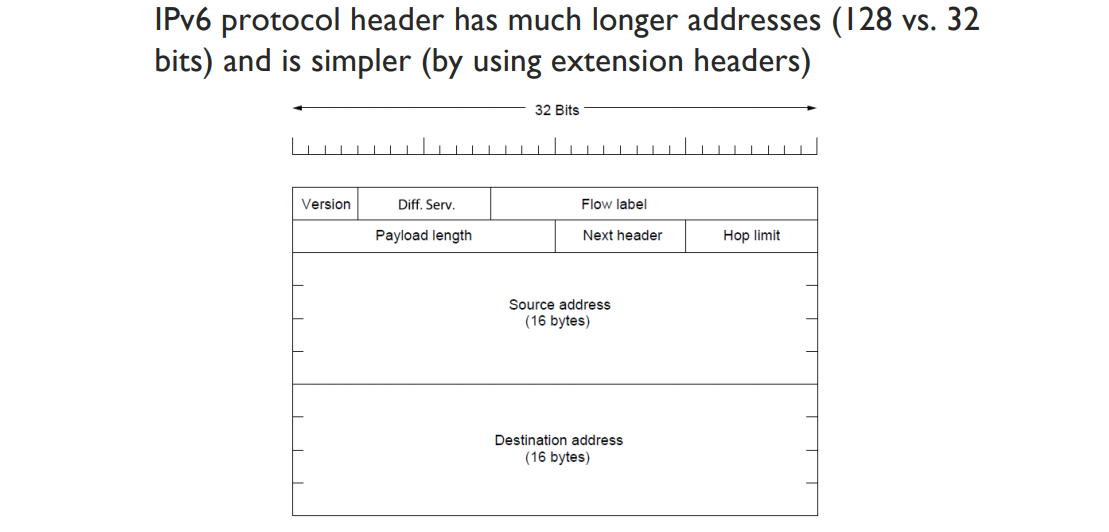 IPv6 protocol header has much longer addresses (128 vs. 32
bits) and is simpler (by using extension headers)
32 Bits
Version Diff. Serv. Flow label
Payload length Next header Hop limit
Source address
(16 bytes)
Destination address
(16 bytes)